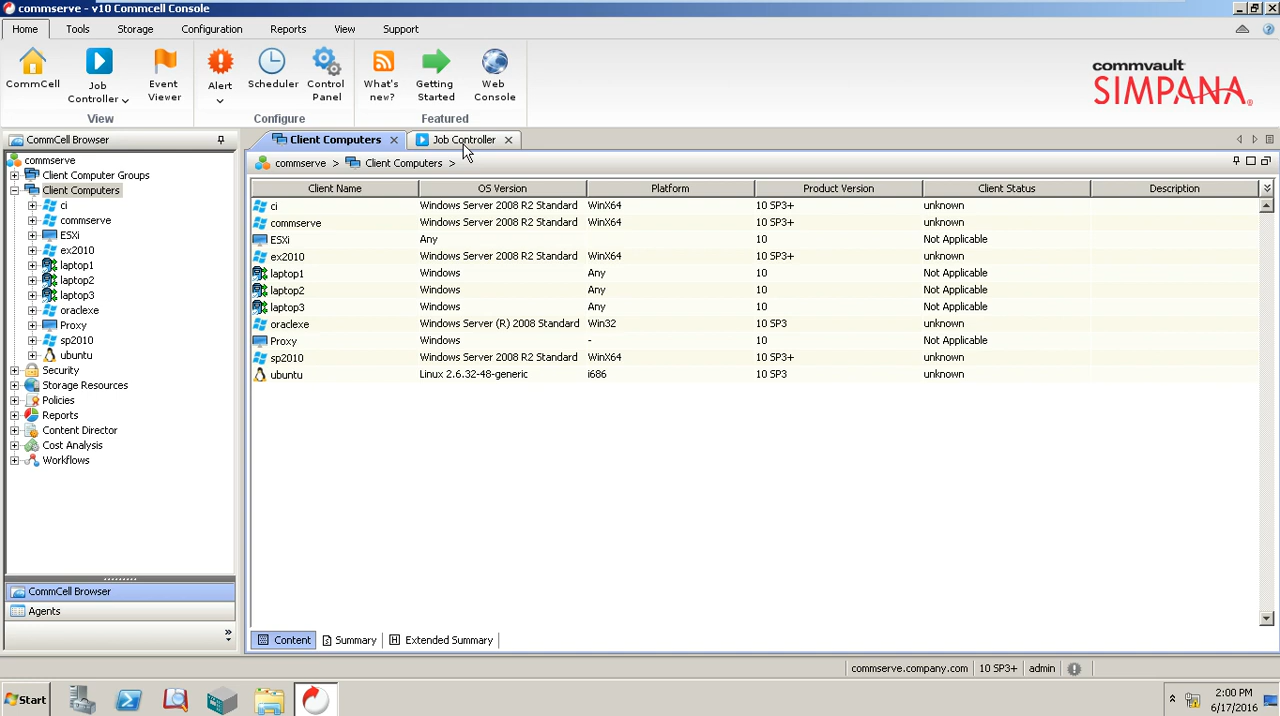 commserve - v10 Commcell Console
Home Tools Storage Configuration Reports View Support
CommCell Job Controller Event Viewer Alert Scheduler Control Panel What's new? Getting Started Web Console
View Configure Featured
commvault
SIMPANA.
CommCell Browser
Client Computers Job Controller
commserve > Client Computers >
commserve
Client Computer Groups
Client Computers
ci
commserve
ESXi
ex2010
laptop1
laptop2
laptop3
oraclexe
Proxy
sp2010
ubuntu
Security
Storage Resources
Policies
Reports
Content Director
Cost Analysis
Workflows
CommCell Browser
Agents
Client Name OS Version Platform Product Version Client Status Description
ci Windows Server 2008 R2 Standard WinX64 10 SP3+ unknown
commserve Windows Server 2008 R2 Standard WinX64 10 SP3+ unknown
ESXi Any 10 Not Applicable
ex2010 Windows Server 2008 R2 Standard WinX64 10 SP3+ unknown
laptop1 Windows Any 10 Not Applicable
laptop2 Windows Any 10 Not Applicable
laptop3 Windows Any 10 Not Applicable
oraclexe Windows Server (R) 2008 Standard Win32 10 SP3 unknown
Proxy Windows - 10 Not Applicable
sp2010 Windows Server 2008 R2 Standard WinX64 10 SP3+ unknown
ubuntu Linux 2.6.32-48-generic i686 10 SP3 unknown
Content Summary Extended Summary
commserve.company.com 10 SP3+ admin
Start
2:00 PM
6/17/2016